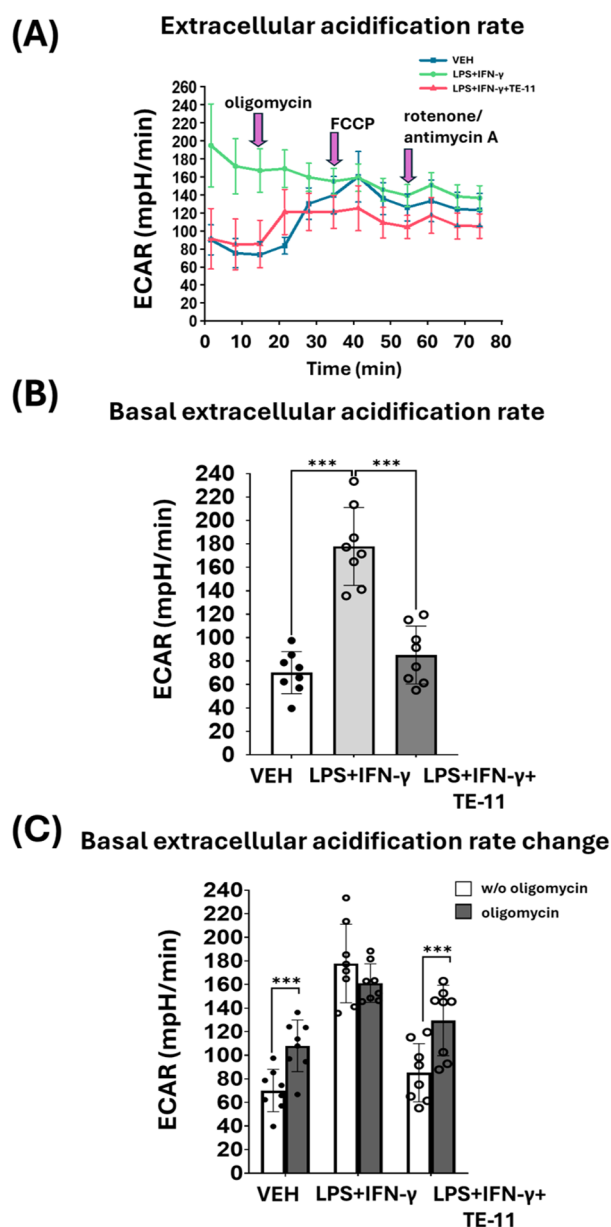 (A)
Extracellular acidification rate
VEH
LPS+IFN-γ
LPS+IFN-γ+TE-11
oligomycin
FCCP
rotenone/
antimycin A
ECAR (mpH/min)
260
240
220
200
180
160
140
120
100
80
60
40
20
0
0 10 20 30 40 50 60 70 80
Time (min)
(B)
Basal extracellular acidification rate
*** ***
ECAR (mpH/min)
240
220
200
180
160
140
120
100
80
60
40
20
0
VEH LPS+IFN-γ LPS+IFN-γ+
TE-11
(C)
Basal extracellular acidification rate change
w/o oligomycin
oligomycin
*** ***
ECAR (mpH/min)
240
220
200
180
160
140
120
100
80
60
40
20
0
VEH LPS+IFN-γ LPS+IFN-γ+
TE-11